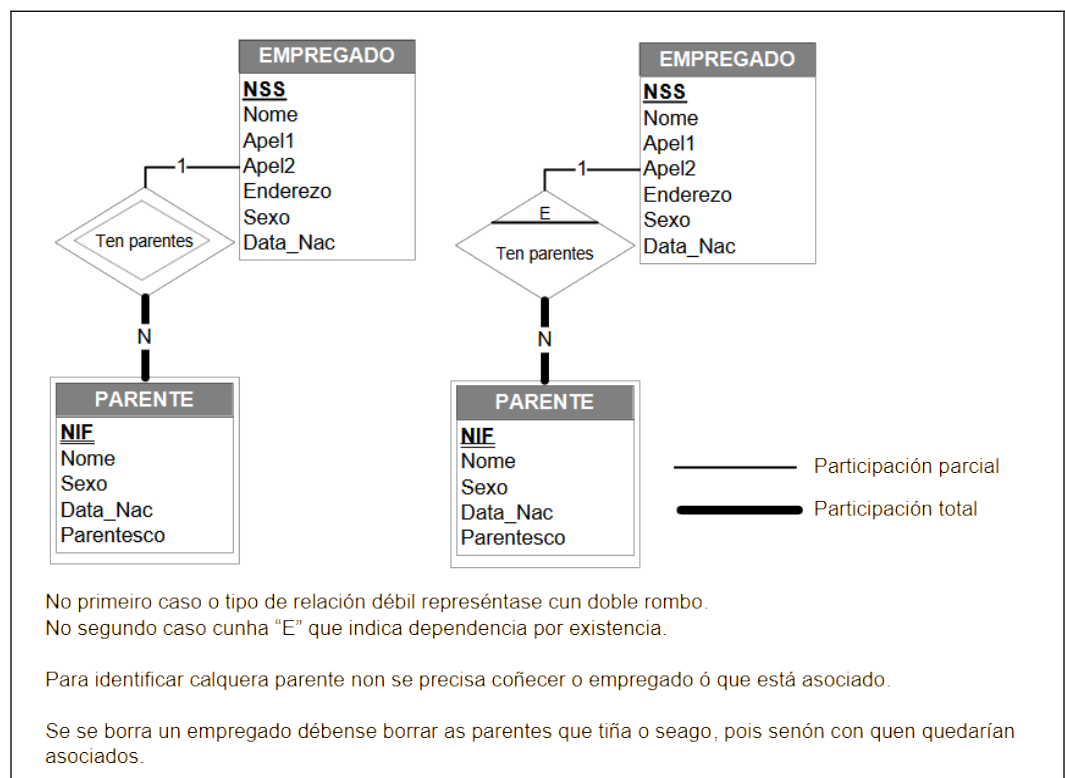 EMPREGADO
NSS
Nome
Apel1
Apel2
Enderezo
Sexo
Data_Nac
1
Ten parentes
N
PARENTE
NIF
Nome
Sexo
Data_Nac
Parentesco
EMPREGADO
NSS
Nome
Apel1
Apel2
Enderezo
Sexo
Data_Nac
1
E
Ten parentes
N
PARENTE
NIF
Nome
Sexo
Data_Nac
Parentesco
Participación parcial
Participación total
No primeiro caso o tipo de relación débil represéntase cun doble rombo.
No segundo caso cunha “E” que indica dependencia por existencia.
Para identificar calquera parente non se precisa coñecer o empregado ó que está asociado.
Se se borra un empregado débense borrar as parentes que tiña o seago, pois senón con quen quedarían
asociados.